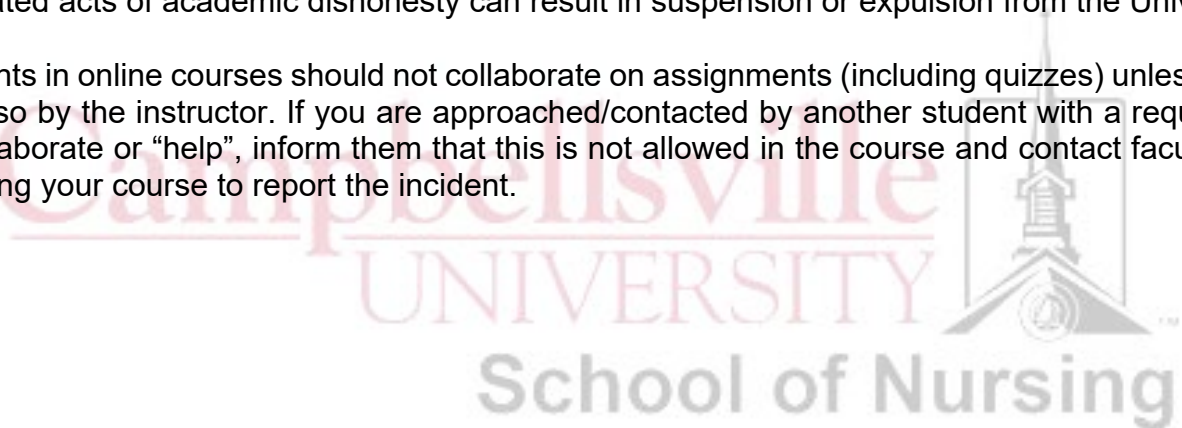 ated acts of academic dishonesty can result in suspension or expulsion from the Univ
nts in online courses should not collaborate on assignments (including quizzes) unles
so by the instructor. If you are approached/contacted by another student with a requ
aborate or “help”, inform them that this is not allowed in the course and contact facu
ng your course to report the incident.
Campbellsville
UNIVERSITY
TM
School of Nursing